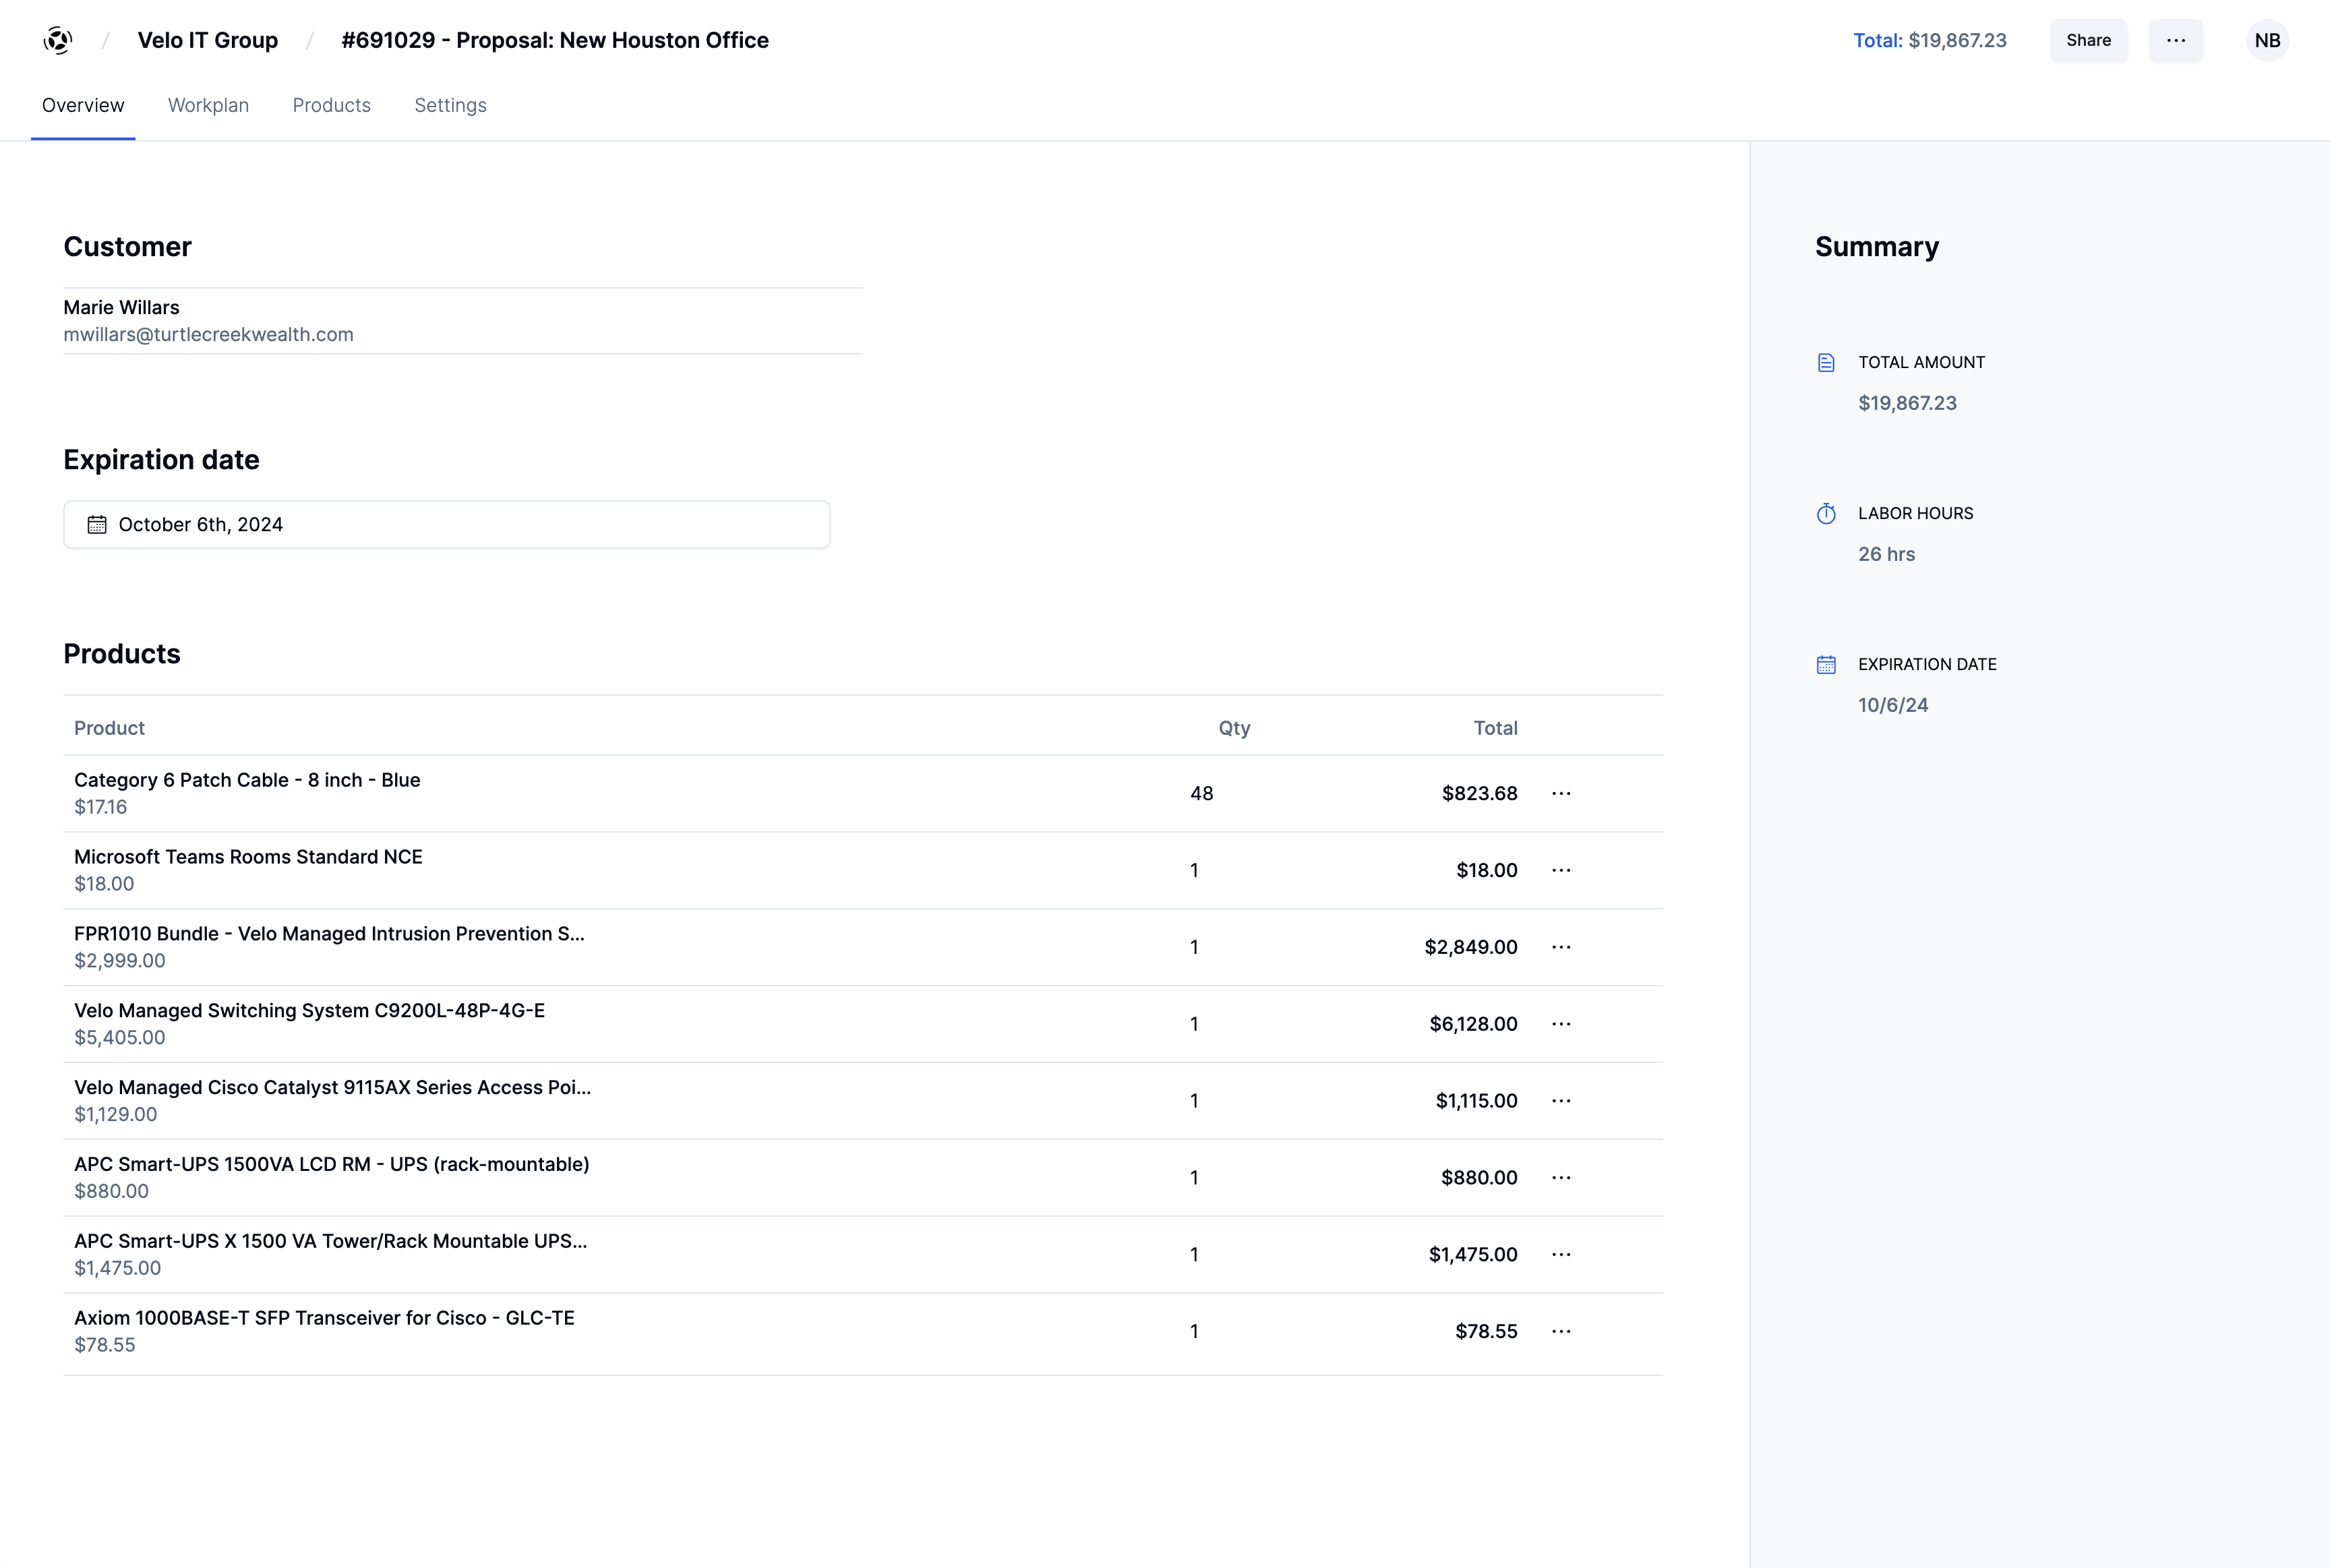 / Velo IT Group / #691029 - Proposal: New Houston Office Total: $19,867.23 Share ... NB
Overview Workplan Products Settings
Customer
Marie Willars
mwillars@turtlecreekwealth.com
Expiration date
October 6th, 2024
Products
Product Qty Total
Category 6 Patch Cable - 8 inch - Blue
$17.16
48 $823.68 ...
Microsoft Teams Rooms Standard NCE
$18.00
1 $18.00 ...
FPR1010 Bundle - Velo Managed Intrusion Prevention S...
$2,999.00
1 $2,849.00 ...
Velo Managed Switching System C9200L-48P-4G-E
$5,405.00
1 $6,128.00 ...
Velo Managed Cisco Catalyst 9115AX Series Access Poi...
$1,129.00
1 $1,115.00 ...
APC Smart-UPS 1500VA LCD RM - UPS (rack-mountable)
$880.00
1 $880.00 ...
APC Smart-UPS X 1500 VA Tower/Rack Mountable UPS...
$1,475.00
1 $1,475.00 ...
Axiom 1000BASE-T SFP Transceiver for Cisco - GLC-TE
$78.55
1 $78.55 ...
Summary
TOTAL AMOUNT
$19,867.23
LABOR HOURS
26 hrs
EXPIRATION DATE
10/6/24